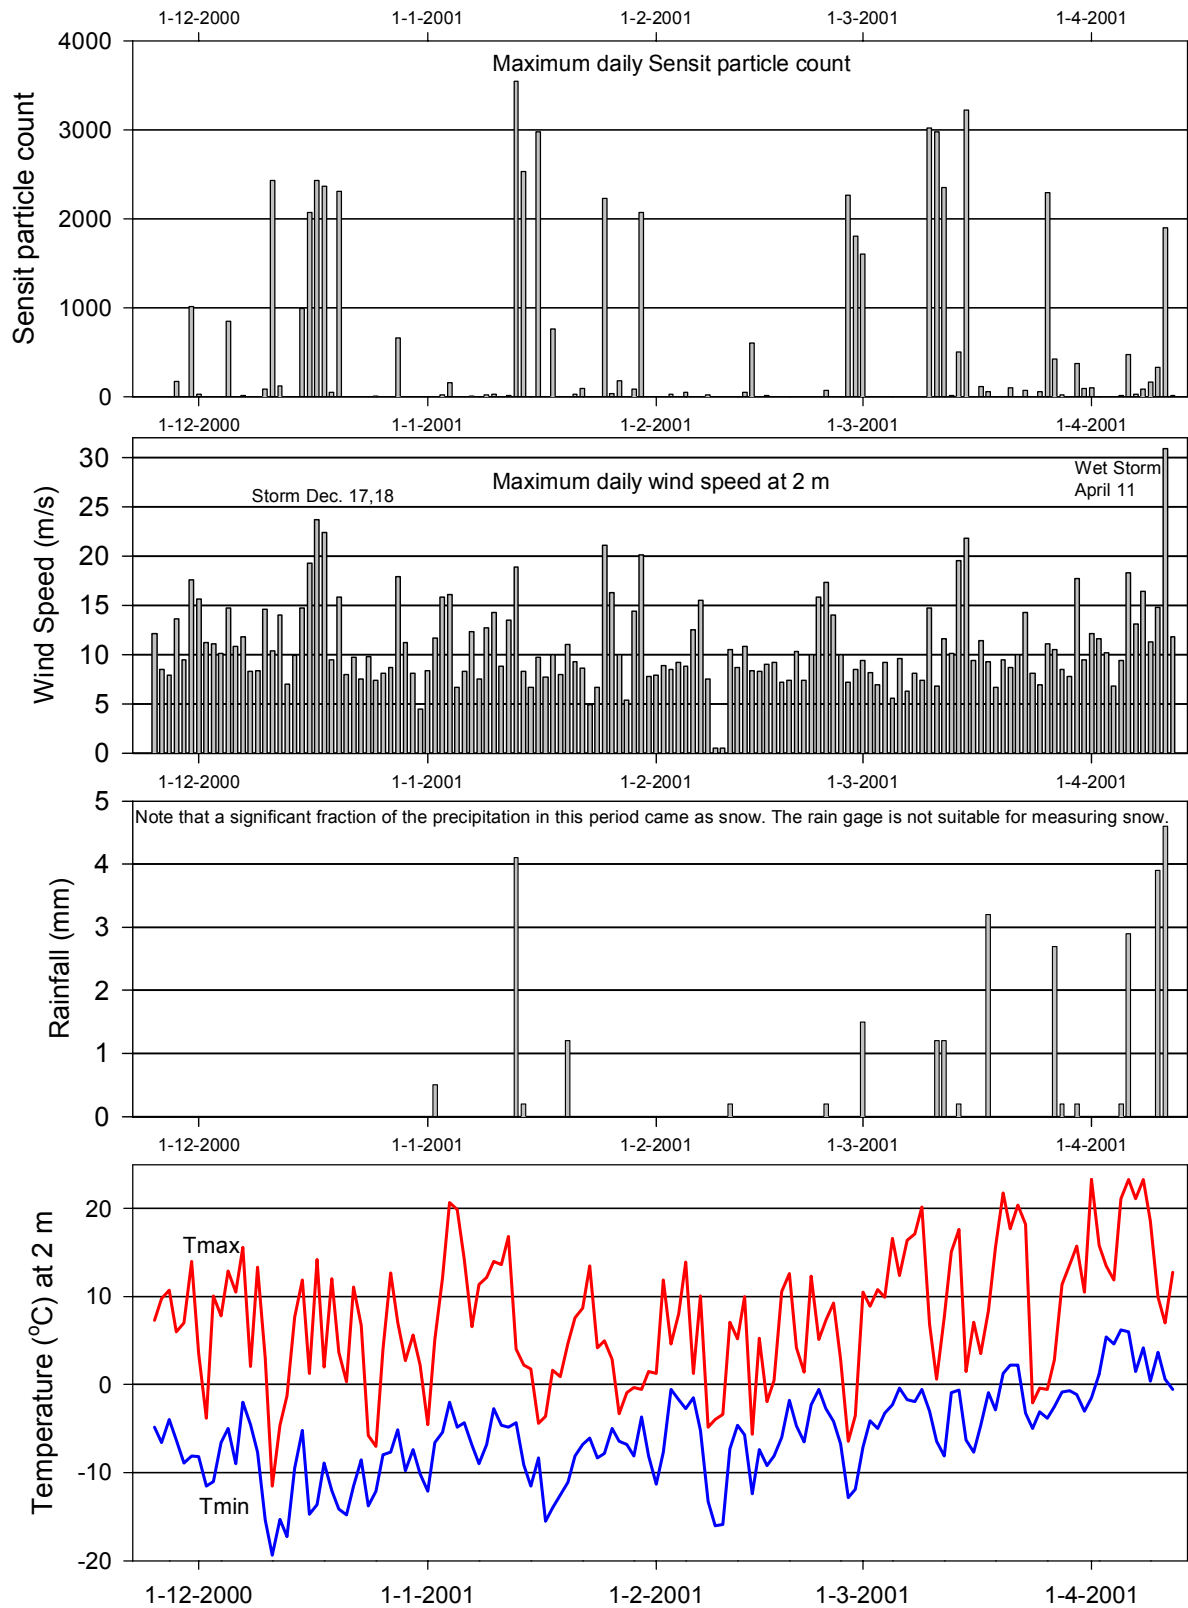 1-12-2000 1-1-2001 1-2-2001 1-3-2001 1-4-2001
Maximum daily Sensit particle count
Sensit particle count
4000
3000
2000
1000
0
1-12-2000 1-1-2001 1-2-2001 1-3-2001 1-4-2001
Maximum daily wind speed at 2 m
Storm Dec. 17,18
Wet Storm
April 11
Wind Speed (m/s)
30
25
20
15
10
5
0
1-12-2000 1-1-2001 1-2-2001 1-3-2001 1-4-2001
Note that a significant fraction of the precipitation in this period came as snow. The rain gage is not suitable for measuring snow.
Rainfall (mm)
5
4
3
2
1
0
1-12-2000 1-1-2001 1-2-2001 1-3-2001 1-4-2001
Temperature (°C) at 2 m
20
10
0
-10
-20
Tmax
Tmin
1-12-2000 1-1-2001 1-2-2001 1-3-2001 1-4-2001